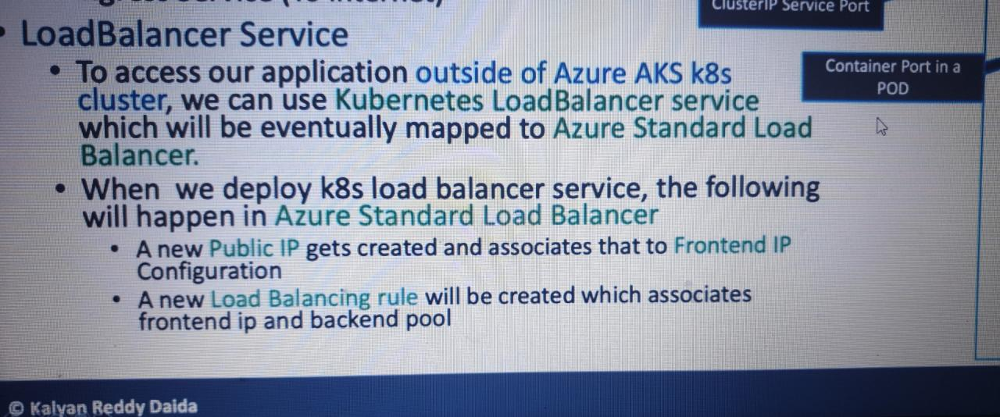 ClusterIP Service Port
LoadBalancer Service
Container Port in a
POD
• To access our application outside of Azure AKS k8s
cluster, we can use Kubernetes LoadBalancer service
which will be eventually mapped to Azure Standard Load
Balancer.
• When we deploy k8s load balancer service, the following
will happen in Azure Standard Load Balancer
• A new Public IP gets created and associates that to Frontend IP
Configuration
• A new Load Balancing rule will be created which associates
frontend ip and backend pool
© Kalyan Reddy Daida